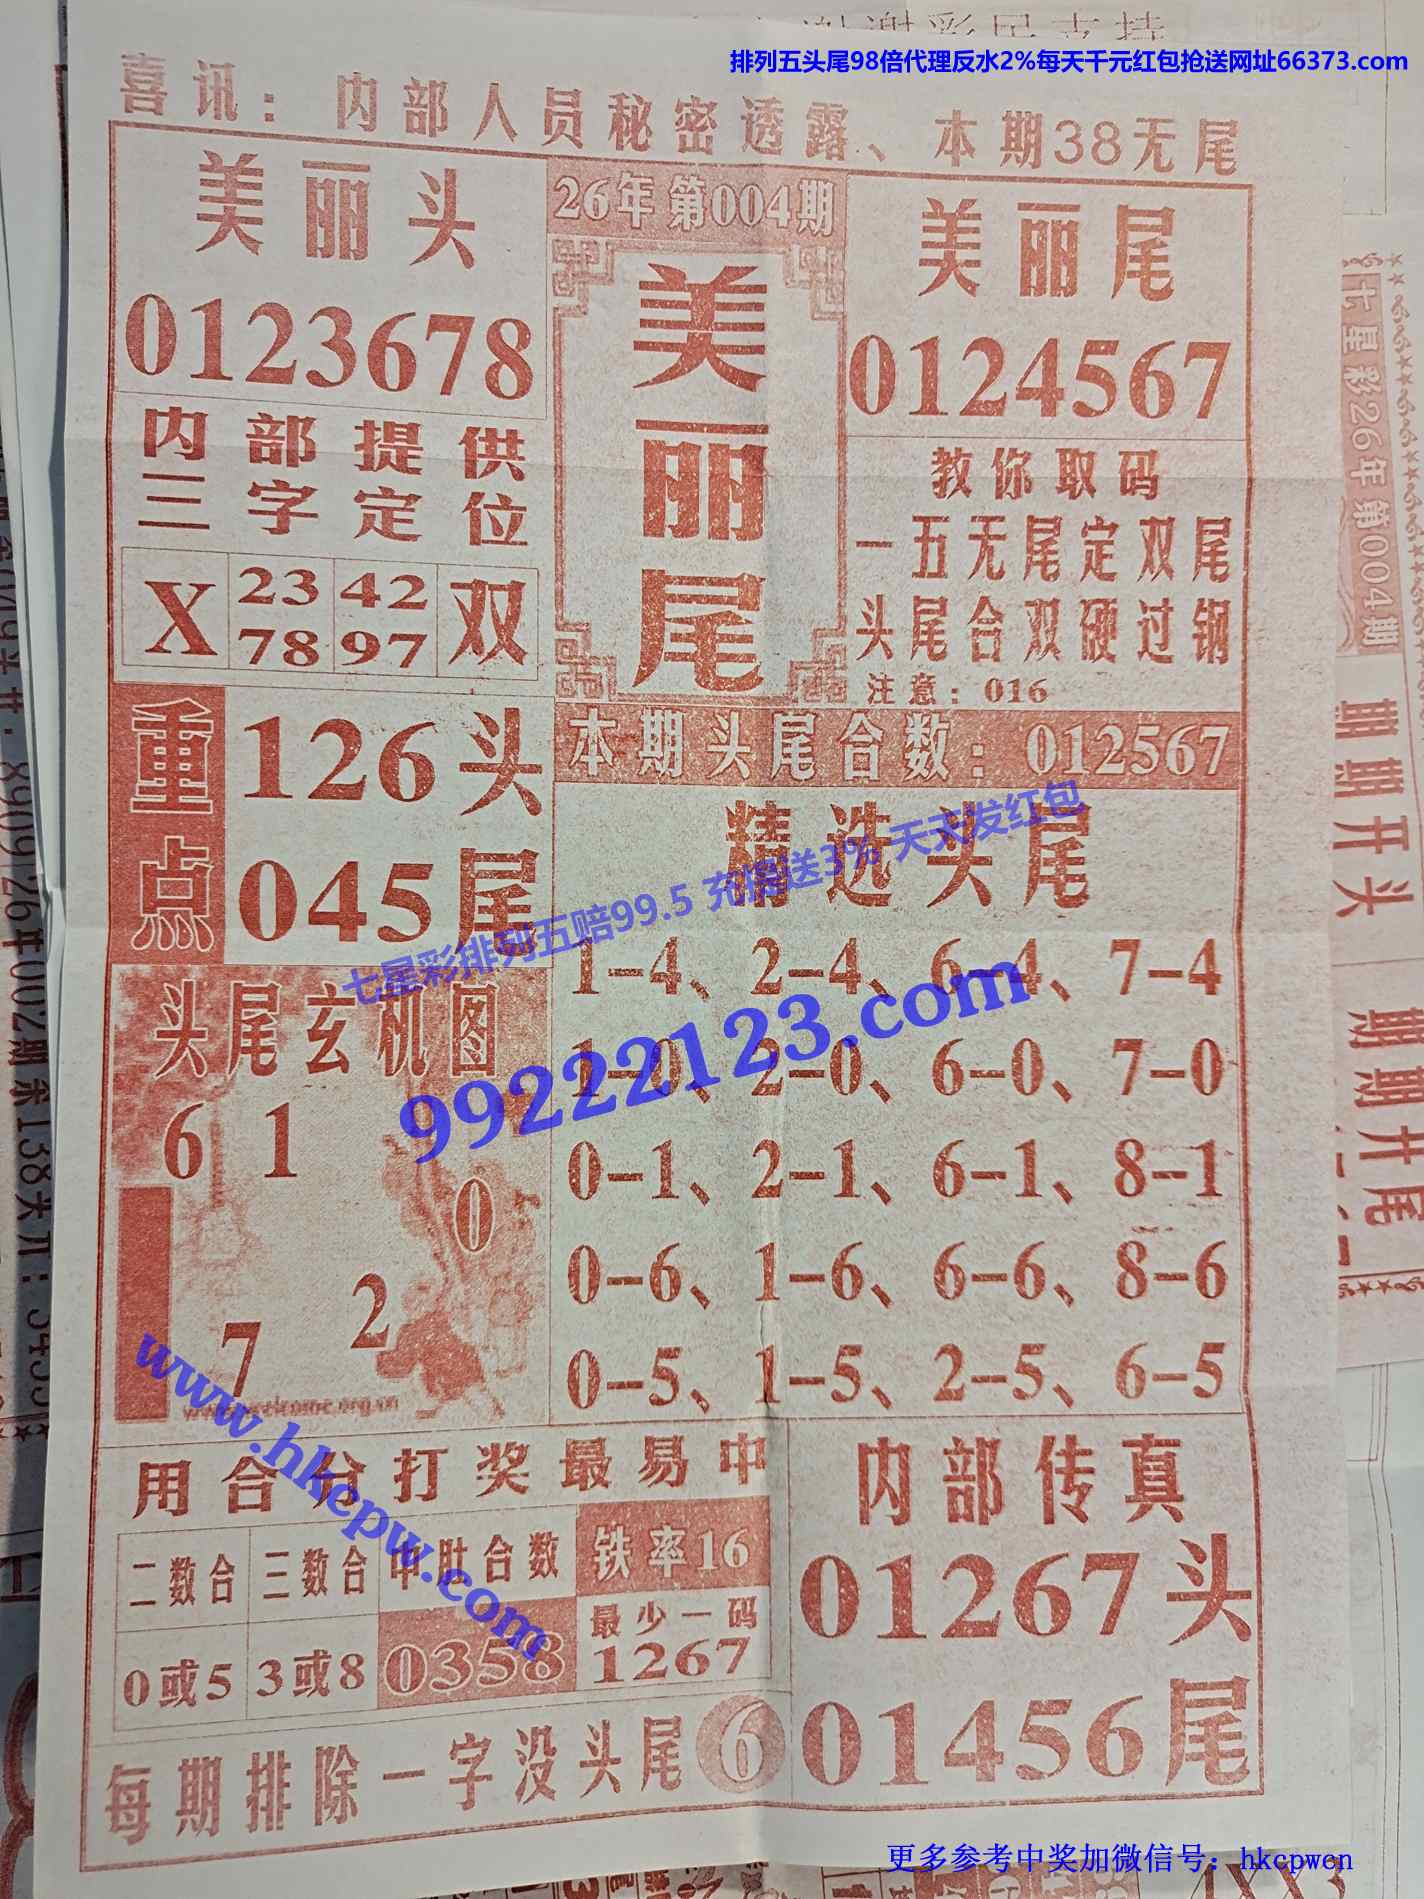 排列五头尾98倍代理反水2%每天千元红包抢送网址66373.com
喜讯：内部人员秘密透露、本期38无尾
美丽头
0123678
26年第004期
美丽尾
美丽尾
0124567
内部提供
三字定位
X 23 42 双
78 97
教你取码
一五无尾定双尾
头尾合双硬过钢
注意：016
重点
126头
045尾
本期头尾合数：012567
精选头尾
1-4、2-4、6-4、7-4
1-0、2-0、6-0、7-0
0-1、2-1、6-1、8-1
0-6、1-6、6-6、8-6
0-5、1-5、2-5、6-5
七星彩排列五赔99.5 充值送3% 天天发红包
99222123.com
头尾玄机图
6 1
0
2
7
www.hkcpw.com
用合分打奖最易中
二数合 三数合 中肚合数 铁率16
0或5 3或8 0358 最少一码
1267
每期排除一字没头尾 6
内部传真
01267头
01456尾
七星彩26年第004期
期期开头
期期开尾
更多参考中奖加微信号：hkcpwen
4XX3